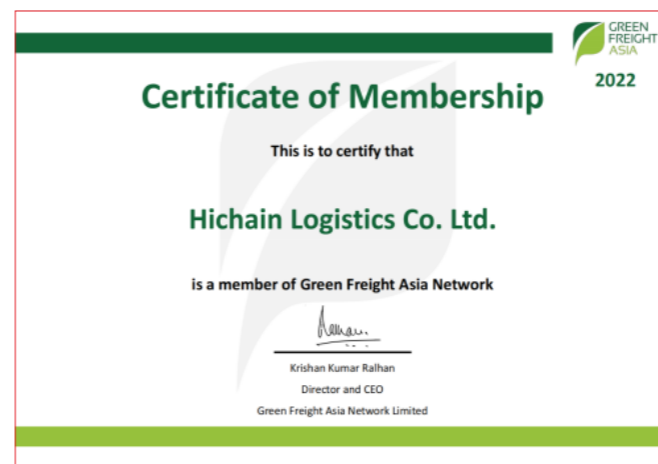 GREEN
FREIGHT
ASIA
2022
Certificate of Membership
This is to certify that
Hichain Logistics Co. Ltd.
is a member of Green Freight Asia Network
Krishan Kumar Ralhan
Director and CEO
Green Freight Asia Network Limited